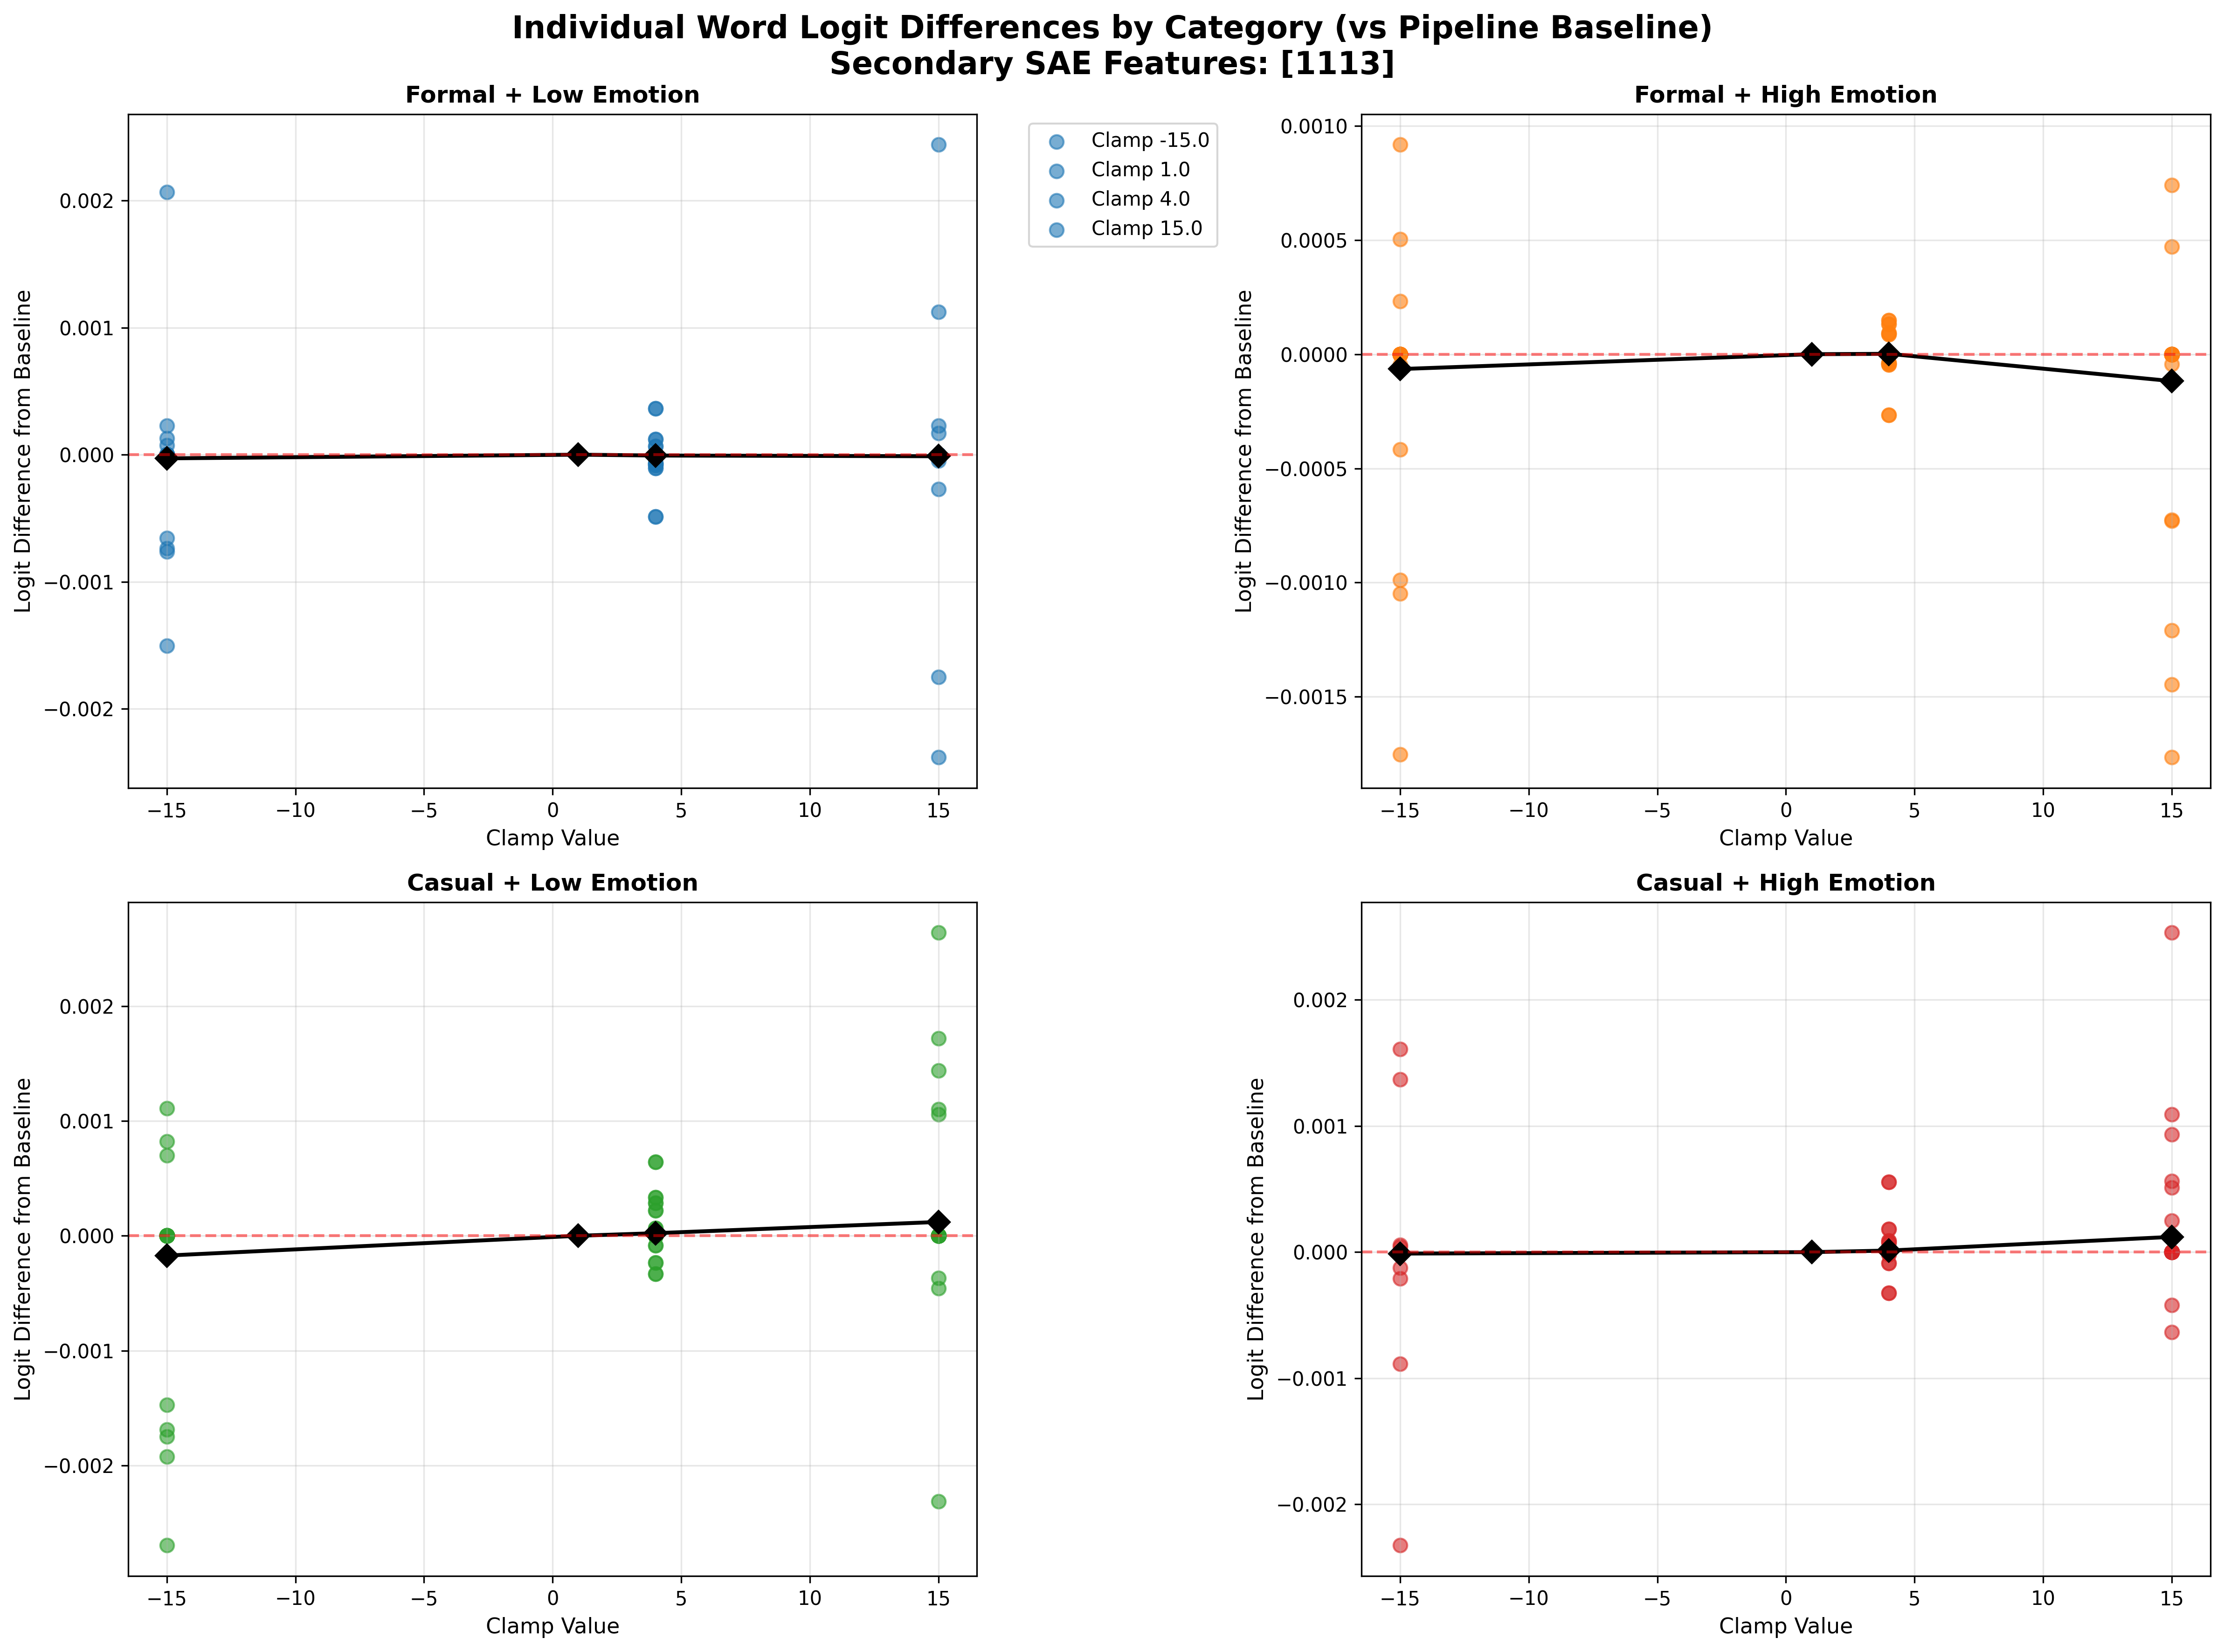 Individual Word Logit Differences by Category (vs Pipeline Baseline)
Secondary SAE Features: [1113]
Formal + Low Emotion
Logit Difference from Baseline
0.002
0.001
0.000
−0.001
−0.002
−15
−10
−5
0
5
10
15
Clamp Value
Clamp -15.0
Clamp 1.0
Clamp 4.0
Clamp 15.0
Formal + High Emotion
Logit Difference from Baseline
0.0010
0.0005
0.0000
−0.0005
−0.0010
−0.0015
−15
−10
−5
0
5
10
15
Clamp Value
Casual + Low Emotion
Logit Difference from Baseline
0.002
0.001
0.000
−0.001
−0.002
−15
−10
−5
0
5
10
15
Clamp Value
Casual + High Emotion
Logit Difference from Baseline
0.002
0.001
0.000
−0.001
−0.002
−15
−10
−5
0
5
10
15
Clamp Value